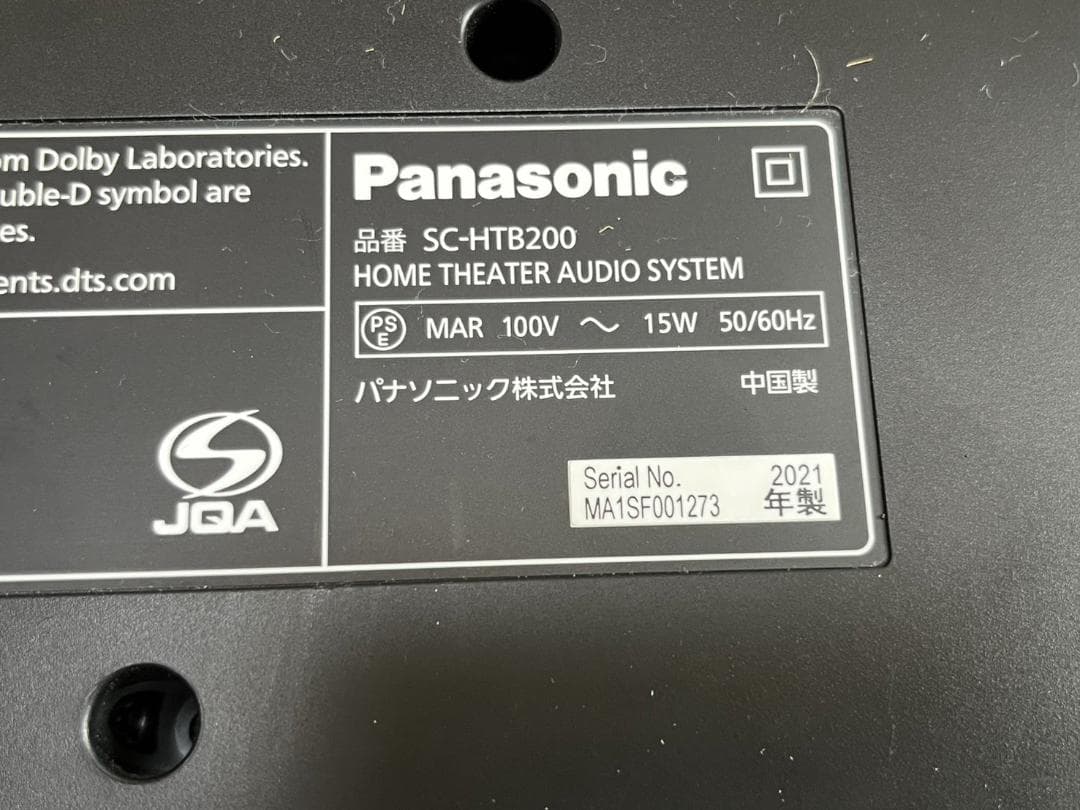 om Dolby Laboratories.
uble-D symbol are
es.
ents.dts.com
JQA
Panasonic
品番 SC-HTB200
HOME THEATER AUDIO SYSTEM
PSE MAR 100V ～ 15W 50/60Hz
パナソニック株式会社 中国製
Serial No. 2021
MA1SF001273 年製